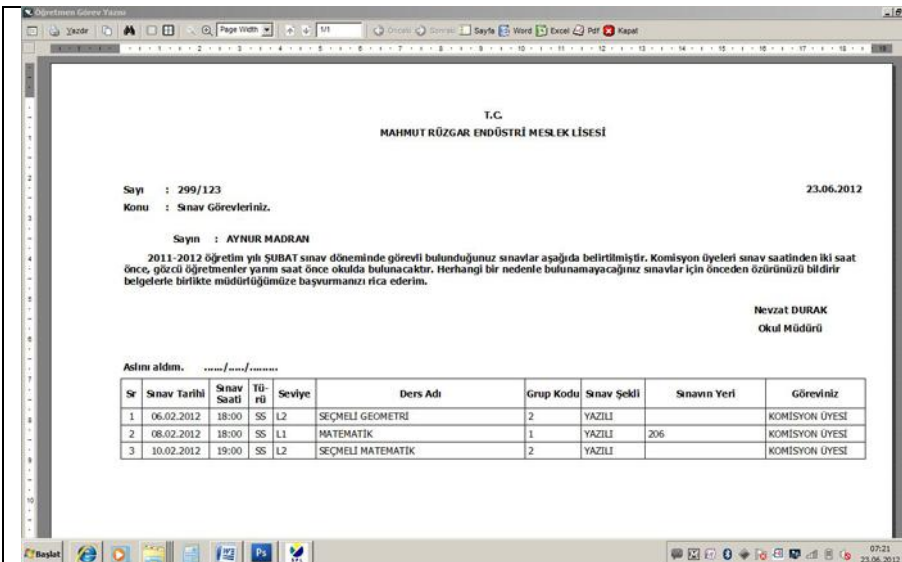 Öğretmen Görev Yazısı
Yazdır Page Width 1/1 Önceki Sonraki Sayfa Word Excel Pdf Kapat
T.C.
MAHMUT RÜZGAR ENDÜSTRİ MESLEK LİSESİ
Sayı : 299/123 23.06.2012
Konu : Sınav Görevleriniz.
Sayın : AYNUR MADRAN
2011-2012 öğretim yılı ŞUBAT sınav döneminde görevli bulunduğunuz sınavlar aşağıda belirtilmiştir. Komisyon üyeleri sınav saatinden iki saat
önce, gözcü öğretmenler yarım saat önce okulda bulunacaktır. Herhangi bir nedenle bulunamayacağınız sınavlar için önceden özürünüzü bildirir
belgelerle birlikte müdürlüğümüze başvurmanızı rica ederim.
Nevzat DURAK
Okul Müdürü
Aslını aldım. ....../...../.........
Sr Sınav Tarihi Sınav Saati Tü-rü Seviye Ders Adı Grup Kodu Sınav Şekli Sınavın Yeri Göreviniz
1 06.02.2012 18:00 SS L2 SEÇMELİ GEOMETRİ 2 YAZILI KOMİSYON ÜYESİ
2 08.02.2012 18:00 SS L1 MATEMATİK 1 YAZILI 206 KOMİSYON ÜYESİ
3 10.02.2012 19:00 SS L2 SEÇMELİ MATEMATİK 2 YAZILI KOMİSYON ÜYESİ
Başlat 07:21
23.06.2012